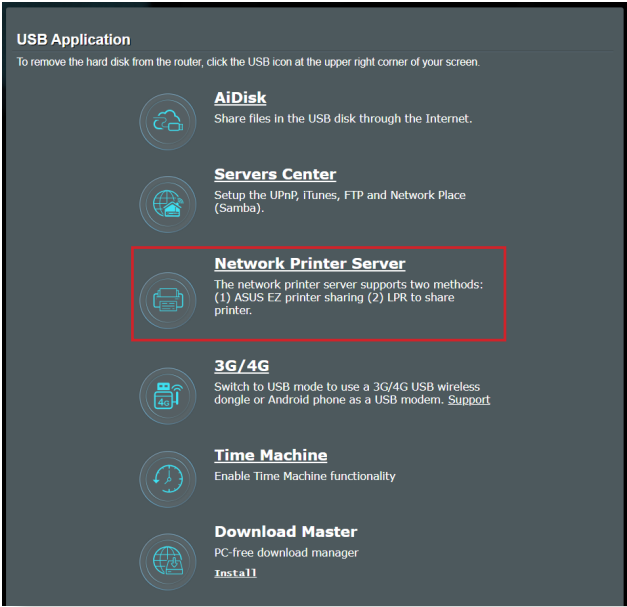 USB Application
To remove the hard disk from the router, click the USB icon at the upper right corner of your screen.
AiDisk
Share files in the USB disk through the Internet.
Servers Center
Setup the UPnP, iTunes, FTP and Network Place
(Samba).
Network Printer Server
The network printer server supports two methods:
(1) ASUS EZ printer sharing (2) LPR to share
printer.
3G/4G
4G
Switch to USB mode to use a 3G/4G USB wireless
dongle or Android phone as a USB modem. Support
Time Machine
Enable Time Machine functionality
Download Master
PC-free download manager
Install